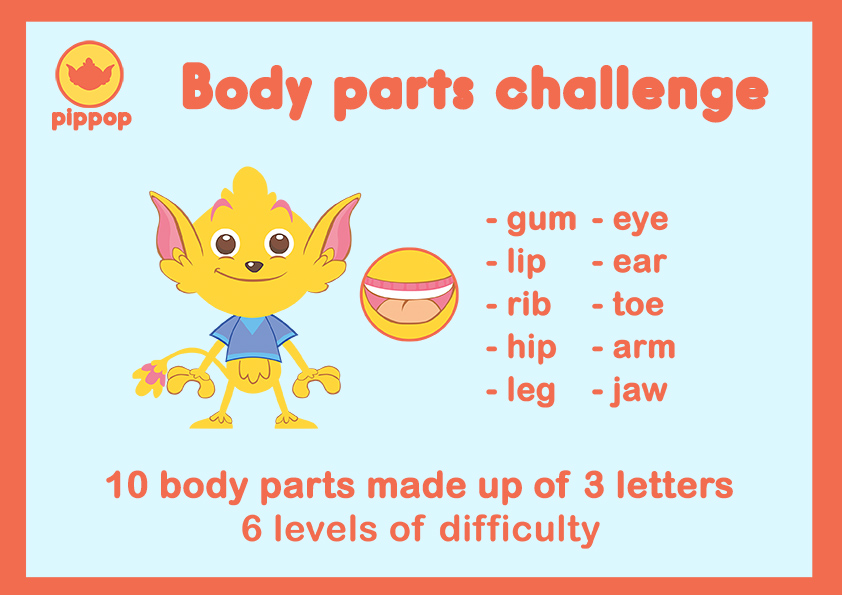 pippop
Body parts challenge
- gum - eye
- lip - ear
- rib - toe
- hip - arm
- leg - jaw
10 body parts made up of 3 letters
6 levels of difficulty